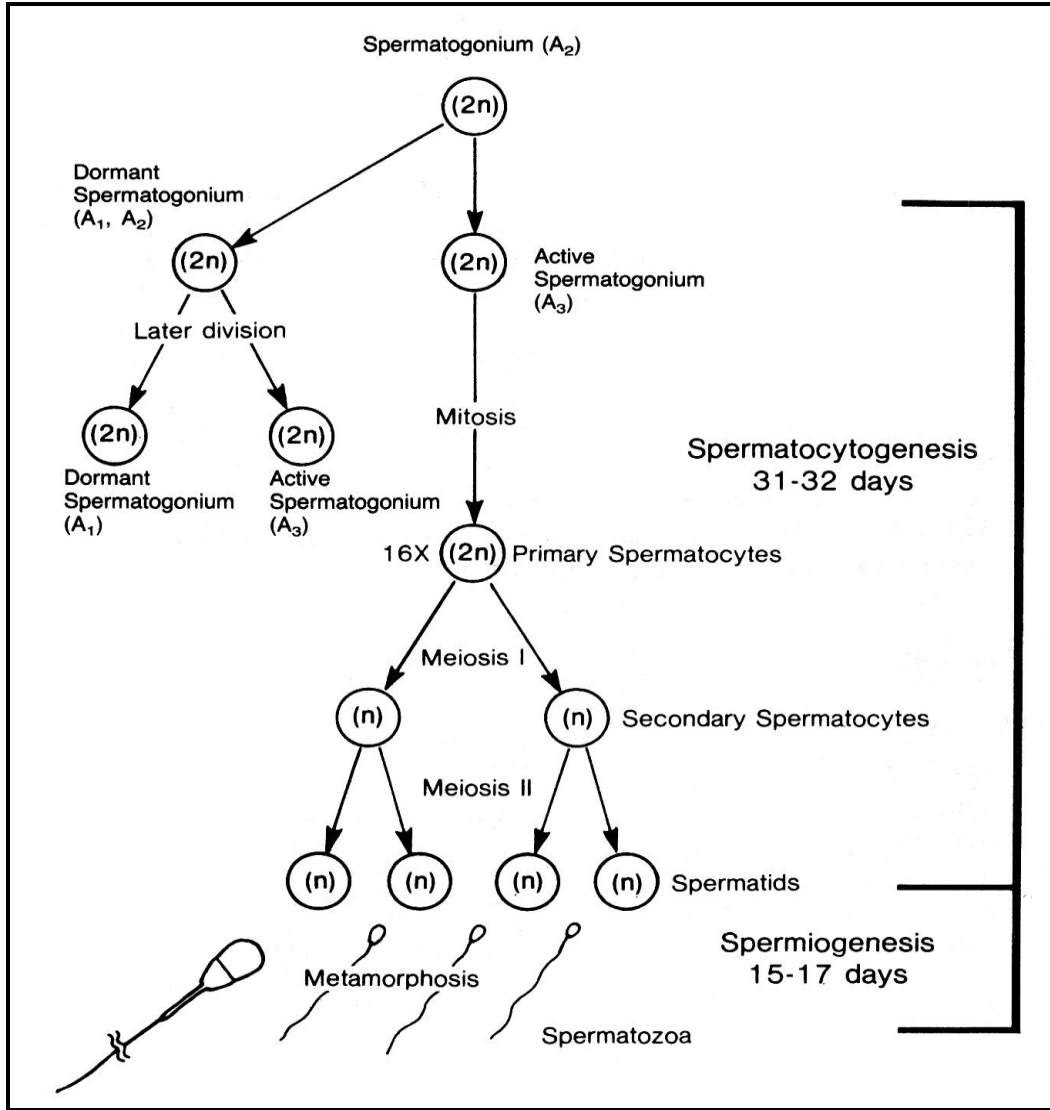 Spermatogonium (A₂)
(2n)
Dormant
Spermatogonium
(A₁, A₂)
(2n)
(2n)
Active
Spermatogonium
(A₃)
Later division
Mitosis
(2n)
(2n)
Dormant
Spermatogonium
(A₁)
Active
Spermatogonium
(A₃)
Spermatocytogenesis
31-32 days
16X (2n) Primary Spermatocytes
Meiosis I
(n)
(n)
Secondary Spermatocytes
Meiosis II
(n)
(n)
(n)
(n)
Spermatids
Spermiogenesis
15-17 days
Metamorphosis
Spermatozoa